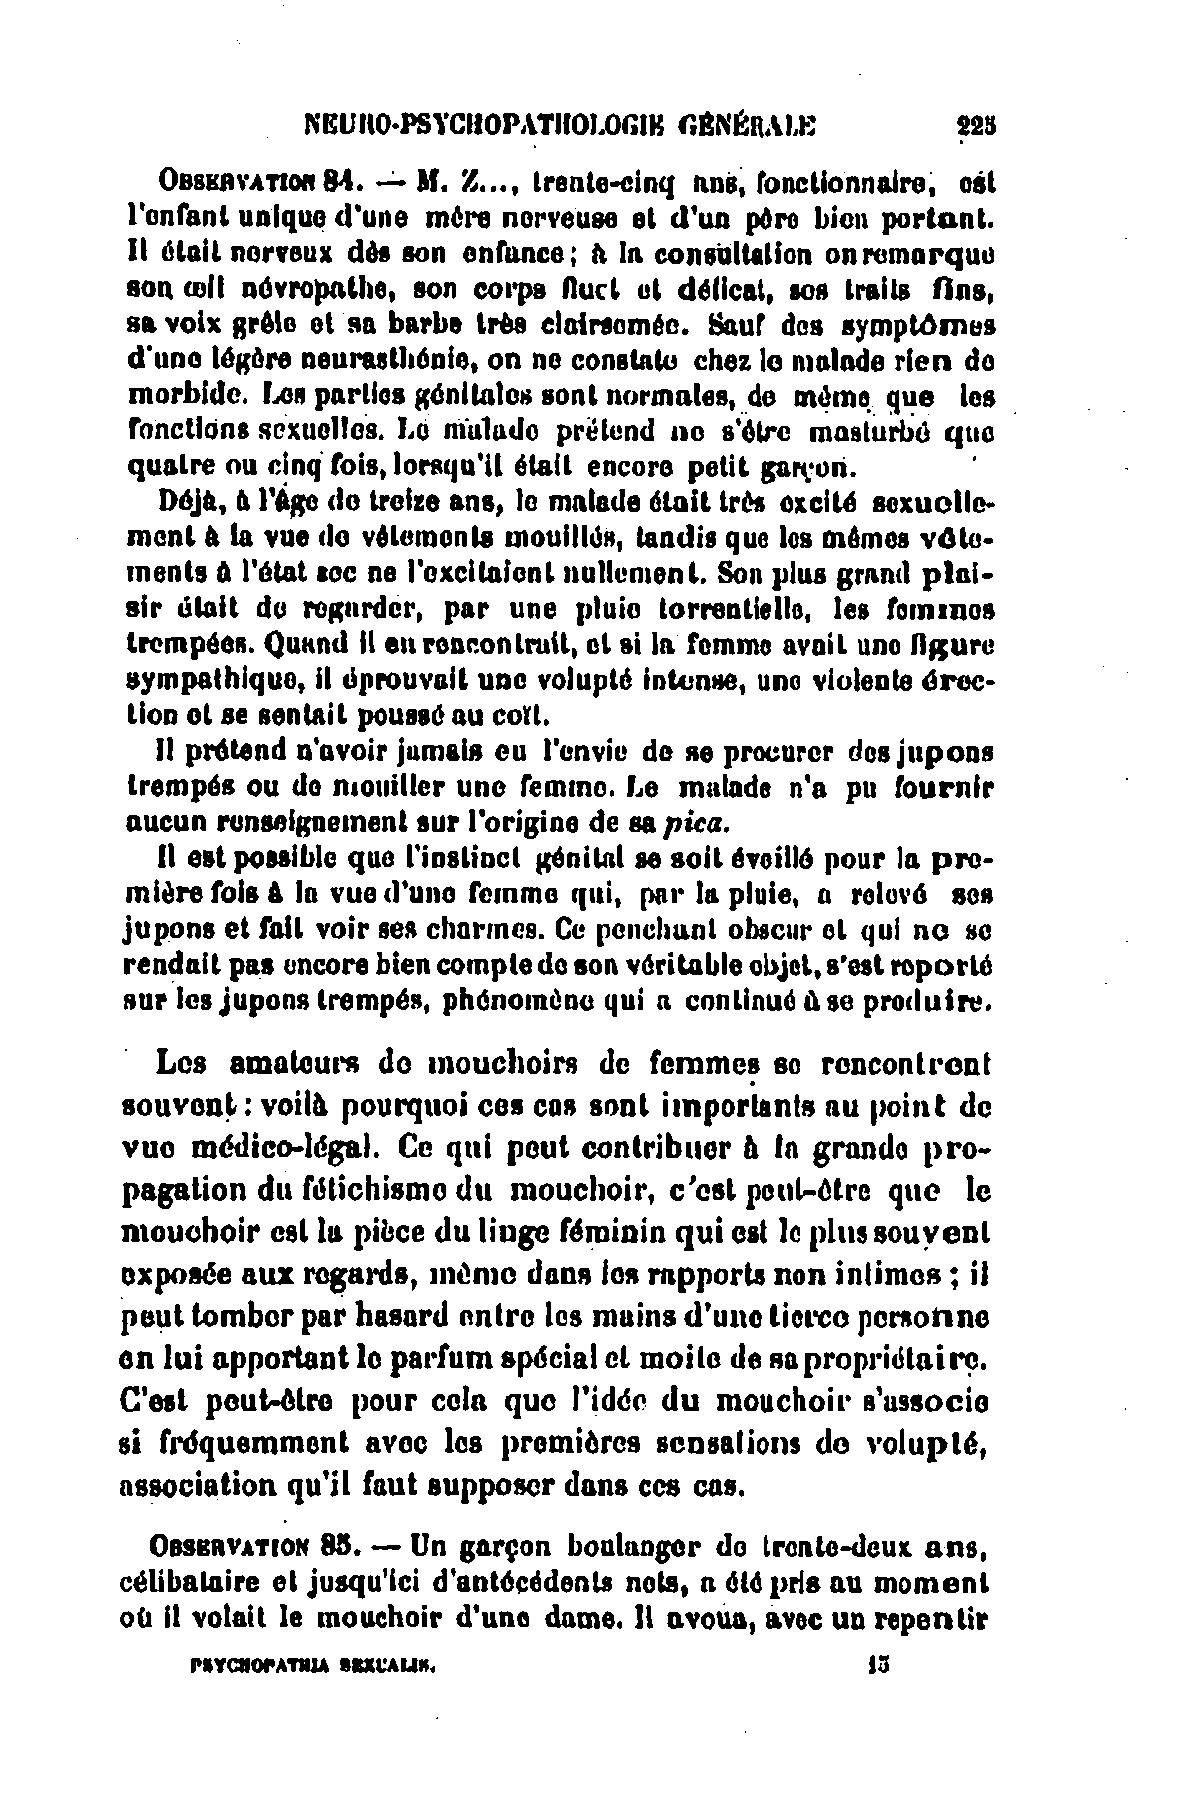 NEURO-PSYCHOPATHOLOGIE GÉNÉRALE 225
OBSERVATION 84. — M. Z..., trente-cinq ans, fonctionnaire, est
l'enfant unique d'une mère nerveuse et d'un père bien portant.
Il était nerveux dès son enfance; à la consultation on remarque
son œil névropathe, son corps fluet et délicat, ses traits fins,
sa voix grêle et sa barbe très clairsemée. Sauf des symptômes
d'une légère neurasthénie, on ne constate chez le malade rien de
morbide. Les parties génitales sont normales, de même que les
fonctions sexuelles. Le malade prétend ne s'être masturbé que
quatre ou cinq fois, lorsqu'il était encore petit garçon.
Déjà, à l'âge de treize ans, le malade était très excité sexuelle-
ment à la vue de vêtements mouillés, tandis que les mêmes vête-
ments à l'état sec ne l'excitaient nullement. Son plus grand plai-
sir était de regarder, par une pluie torrentielle, les femmes
trempées. Quand il en rencontrait, et si la femme avait une figure
sympathique, il éprouvait une volupté intense, une violente érec-
tion et se sentait poussé au coït.
Il prétend n'avoir jamais eu l'envie de se procurer des jupons
trempés ou de mouiller une femme. Le malade n'a pu fournir
aucun renseignement sur l'origine de sa pica.
Il est possible que l'instinct génital se soit éveillé pour la pre-
mière fois à la vue d'une femme qui, par la pluie, a relevé ses
jupons et fait voir ses charmes. Ce penchant obscur et qui ne se
rendait pas encore bien compte de son véritable objet, s'est reporté
sur les jupons trempés, phénomène qui a continué à se produire.
Les amateurs de mouchoirs de femmes se rencontrent
souvent : voilà pourquoi ces cas sont importants au point de
vue médico-légal. Ce qui peut contribuer à la grande pro-
pagation du fétichisme du mouchoir, c'est peut-être que le
mouchoir est la pièce du linge féminin qui est le plus souvent
exposée aux regards, même dans les rapports non intimes ; il
peut tomber par hasard entre les mains d'une tierce personne
en lui apportant le parfum spécial et moite de sa propriétaire.
C'est peut-être pour cela que l'idée du mouchoir s'associe
si fréquemment avec les premières sensations de volupté,
association qu'il faut supposer dans ces cas.
OBSERVATION 85. — Un garçon boulanger de trente-deux ans,
célibataire et jusqu'ici d'antécédents nets, a été pris au moment
où il volait le mouchoir d'une dame. Il avoua, avec un repentir
PSYCHOPATHIA SEXUALIS. 15